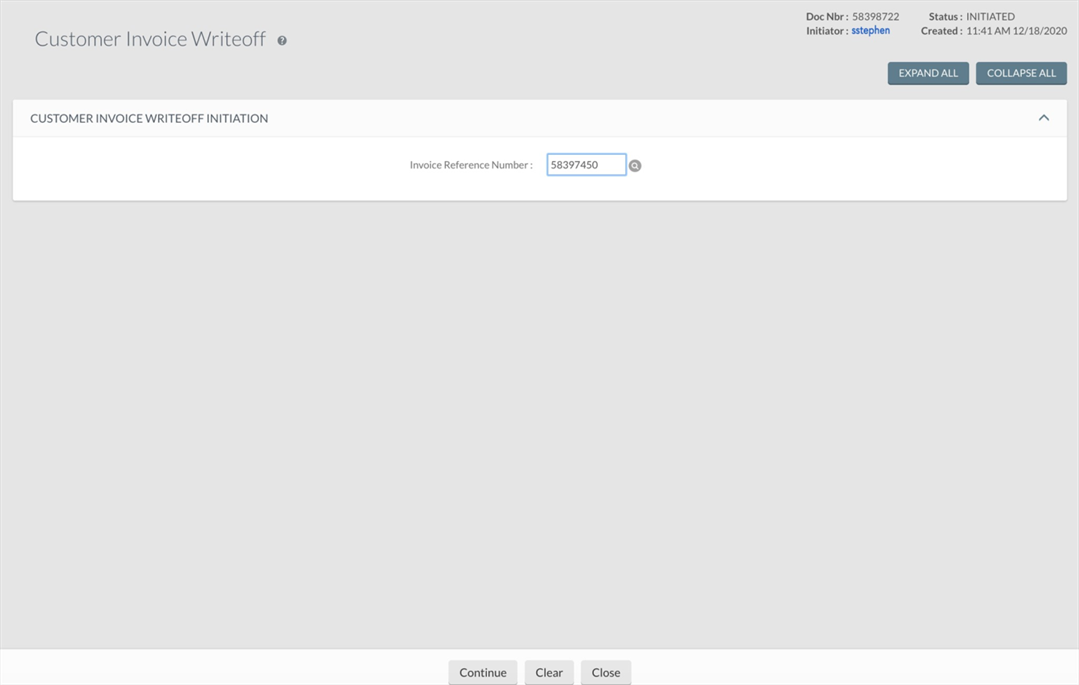 Doc Nbr : 58398722 Status : INITIATED
Customer Invoice Writeoff
Initiator : sstephen Created : 11:41 AM 12/18/2020
EXPAND ALL COLLAPSE ALL
CUSTOMER INVOICE WRITEOFF INITIATION
Invoice Reference Number : 58397450
Continue Clear Close